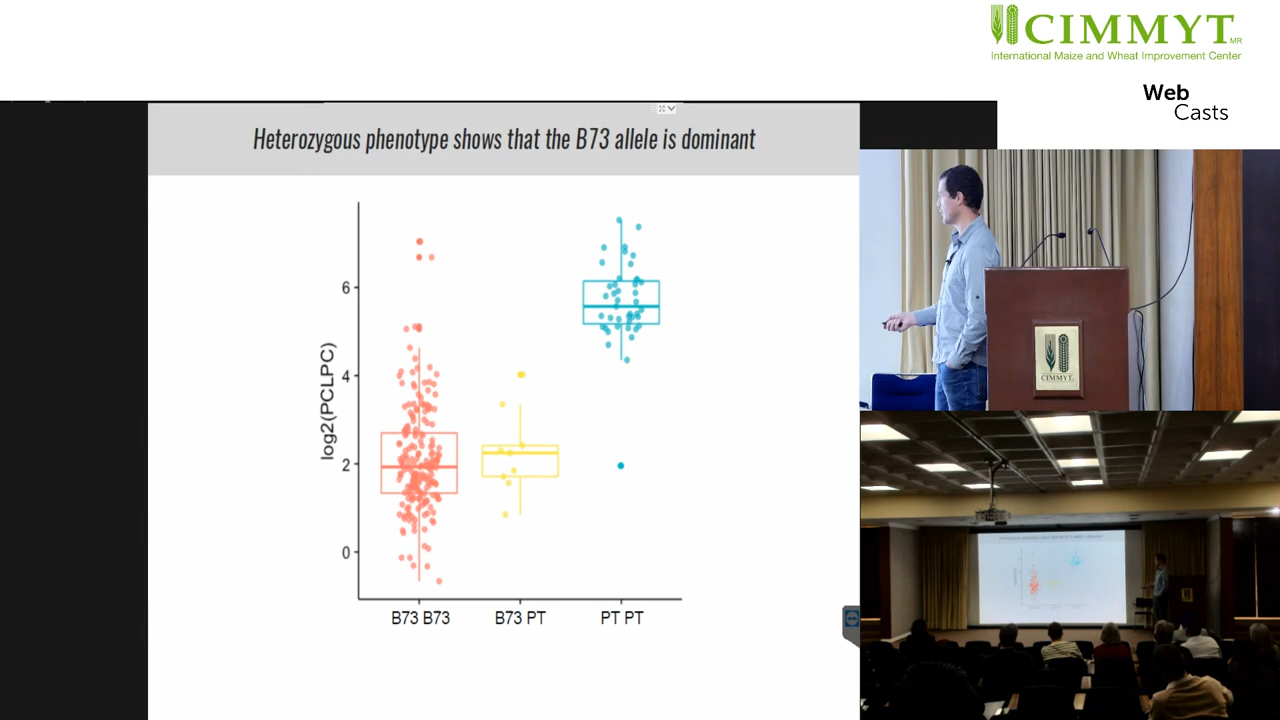 CIMMYT MR
International Maize and Wheat Improvement Center
Web
Casts
Heterozygous phenotype shows that the B73 allele is dominant
log2(PCLPC)
6
4
2
0
B73 B73
B73 PT
PT PT
CIMMYT